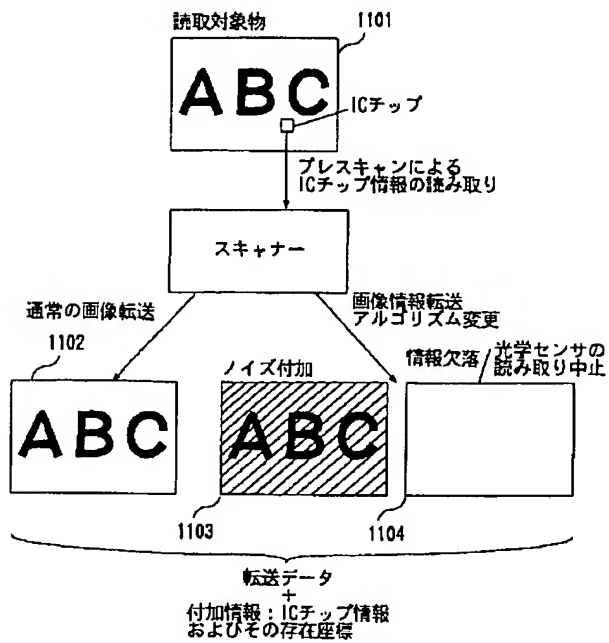 読取対象物
1101
ABC
ICチップ
プレスキャンによる
ICチップ情報の読み取り
スキャナー
通常の画像転送
画像情報転送
アルゴリズム変更
1102
ノイズ付加
情報欠落
光学センサの
読み取り中止
ABC
ABC
1103
1104
転送データ
+
付加情報:ICチップ情報
およびその存在座標